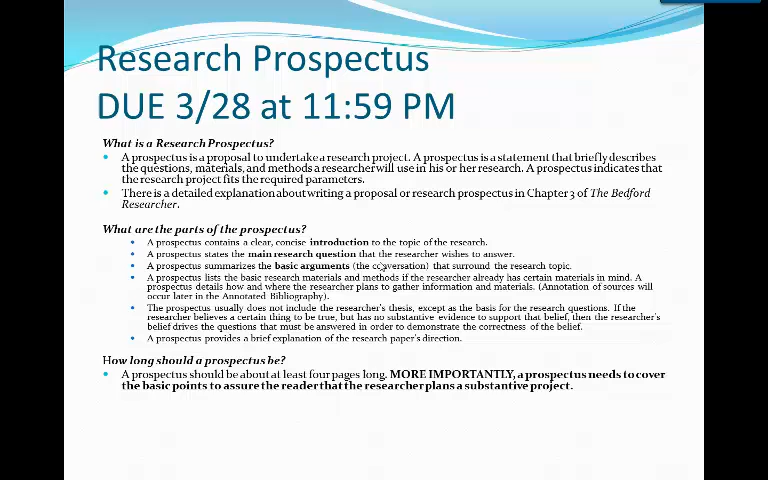 Research Prospectus
DUE 3/28 at 11:59 PM
What is a Research Prospectus?
A prospectus is a proposal to undertake a research project. A prospectus is a statement that briefly describes
the questions, materials, and methods a researcher will use in his or her research. A prospectus indicates that
the research project fits the required parameters.
There is a detailed explanation about writing a proposal or research prospectus in Chapter 3 of The Bedford
Researcher.
What are the parts of the prospectus?
A prospectus contains a clear, concise introduction to the topic of the research.
A prospectus states the main research question that the researcher wishes to answer.
A prospectus summarizes the basic arguments (the conversation) that surround the research topic.
A prospectus lists the basic research materials and methods if the researcher already has certain materials in mind. A
prospectus details how and where the researcher plans to gather information and materials. (Annotation of sources will
occur later in the Annotated Bibliography).
The prospectus usually does not include the researcher's thesis, except as the basis for the research questions. If the
researcher believes a certain thing to be true, but has no substantive evidence to support that belief, then the researcher's
belief drives the questions that must be answered in order to demonstrate the correctness of the belief.
A prospectus provides a brief explanation of the research paper's direction.
How long should a prospectus be?
A prospectus should be about at least four pages long. MORE IMPORTANTLY, a prospectus needs to cover
the basic points to assure the reader that the researcher plans a substantive project.